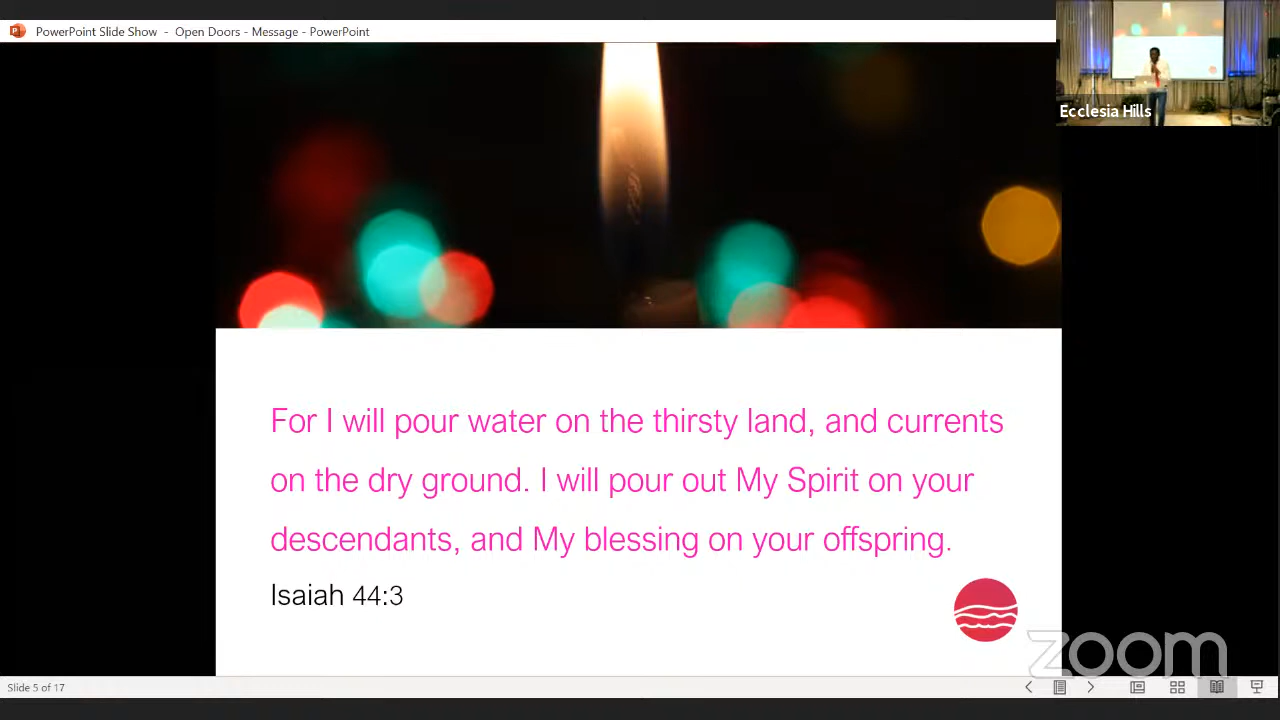 PowerPoint Slide Show - Open Doors - Message - PowerPoint
Ecclesia Hills
For I will pour water on the thirsty land, and currents
on the dry ground. I will pour out My Spirit on your
descendants, and My blessing on your offspring.
Isaiah 44:3
zoom
Slide 5 of 17